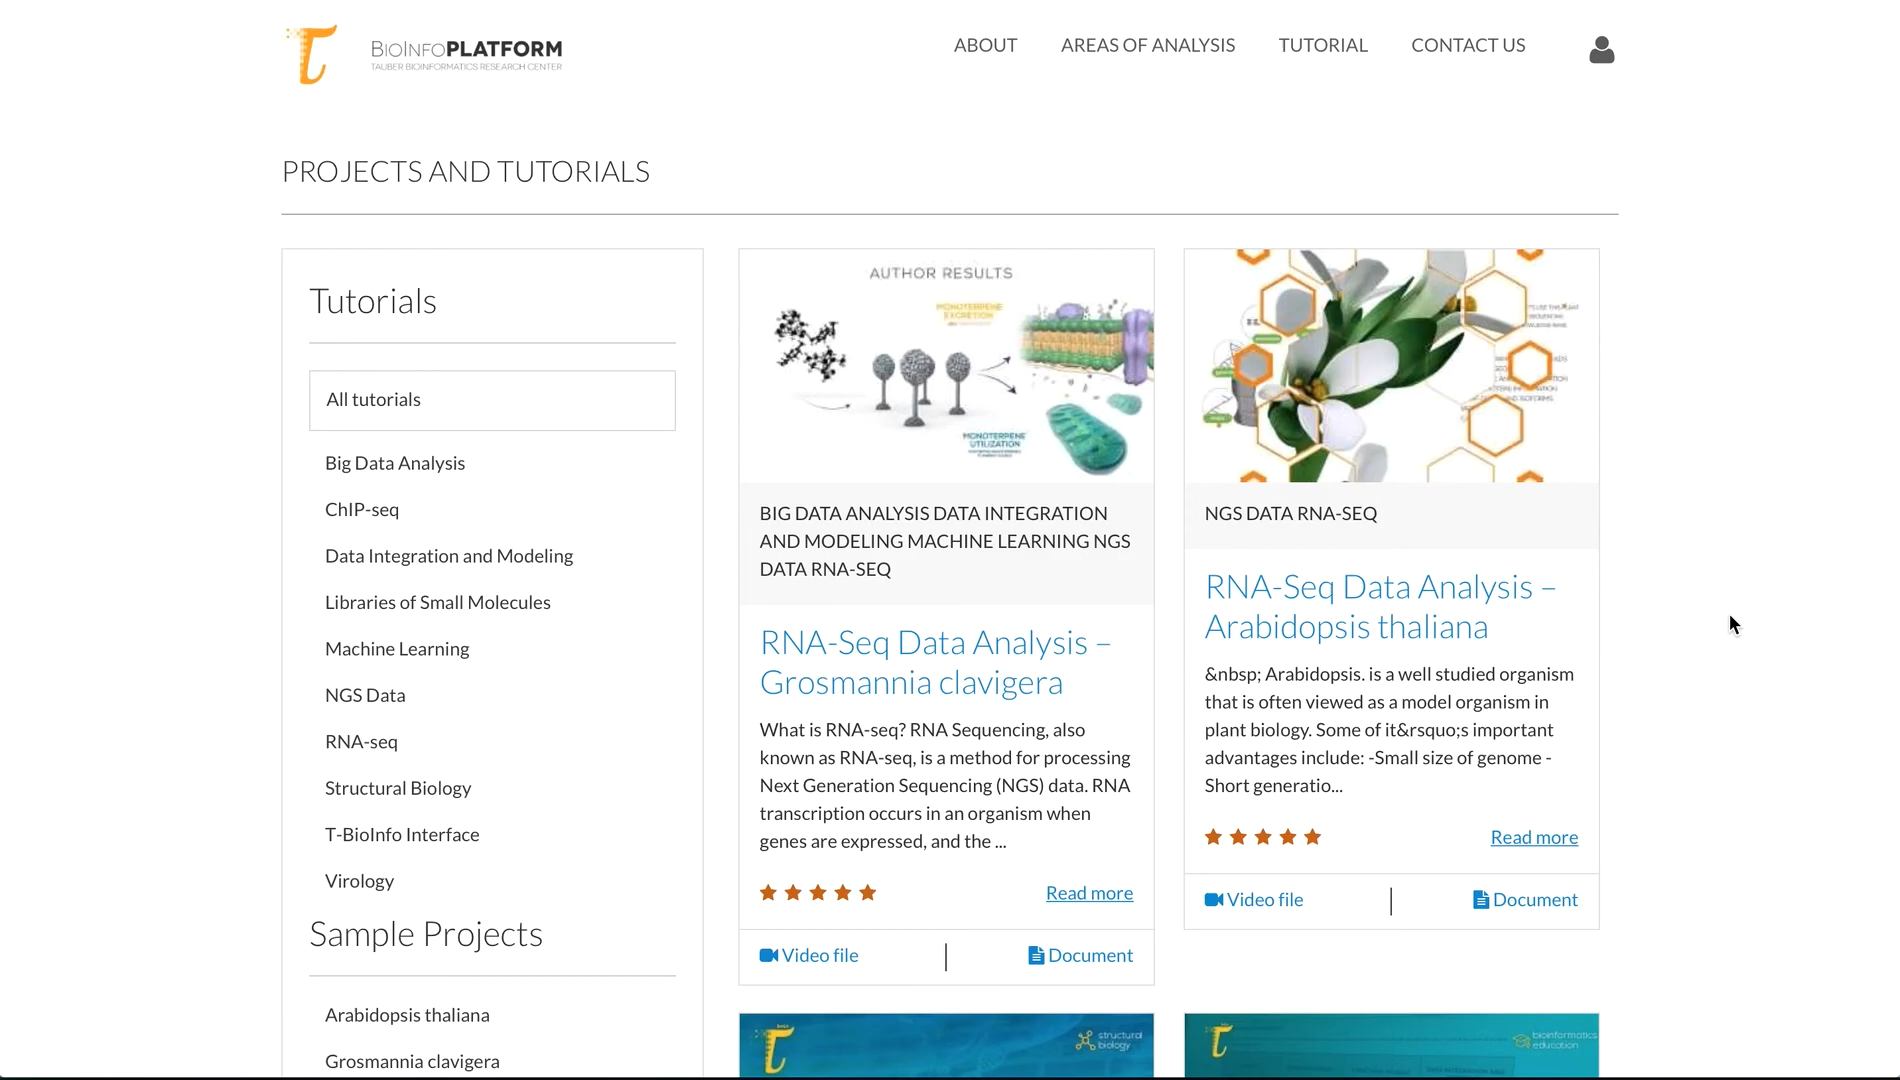 BIOINFOPLATFORM
TAUBER BIOINFORMATICS RESEARCH CENTER
ABOUT
AREAS OF ANALYSIS
TUTORIAL
CONTACT US
PROJECTS AND TUTORIALS
Tutorials
All tutorials
Big Data Analysis
ChIP-seq
Data Integration and Modeling
Libraries of Small Molecules
Machine Learning
NGS Data
RNA-seq
Structural Biology
T-BioInfo Interface
Virology
Sample Projects
Arabidopsis thaliana
Grosmannia clavigera
AUTHOR RESULTS
MONOTERPENE
EXCRETION
MONOTERPENE
UTILIZATION
BIG DATA ANALYSIS DATA INTEGRATION
AND MODELING MACHINE LEARNING NGS
DATA RNA-SEQ
RNA-Seq Data Analysis –
Grosmannia clavigera
What is RNA-seq? RNA Sequencing, also
known as RNA-seq, is a method for processing
Next Generation Sequencing (NGS) data. RNA
transcription occurs in an organism when
genes are expressed, and the ...
Read more
Video file
Document
NGS DATA RNA-SEQ
RNA-Seq Data Analysis –
Arabidopsis thaliana
&nbsp; Arabidopsis. is a well studied organism
that is often viewed as a model organism in
plant biology. Some of it&rsquo;s important
advantages include: -Small size of genome -
Short generatio...
Read more
Video file
Document
structural
biology
bioinformatics
education